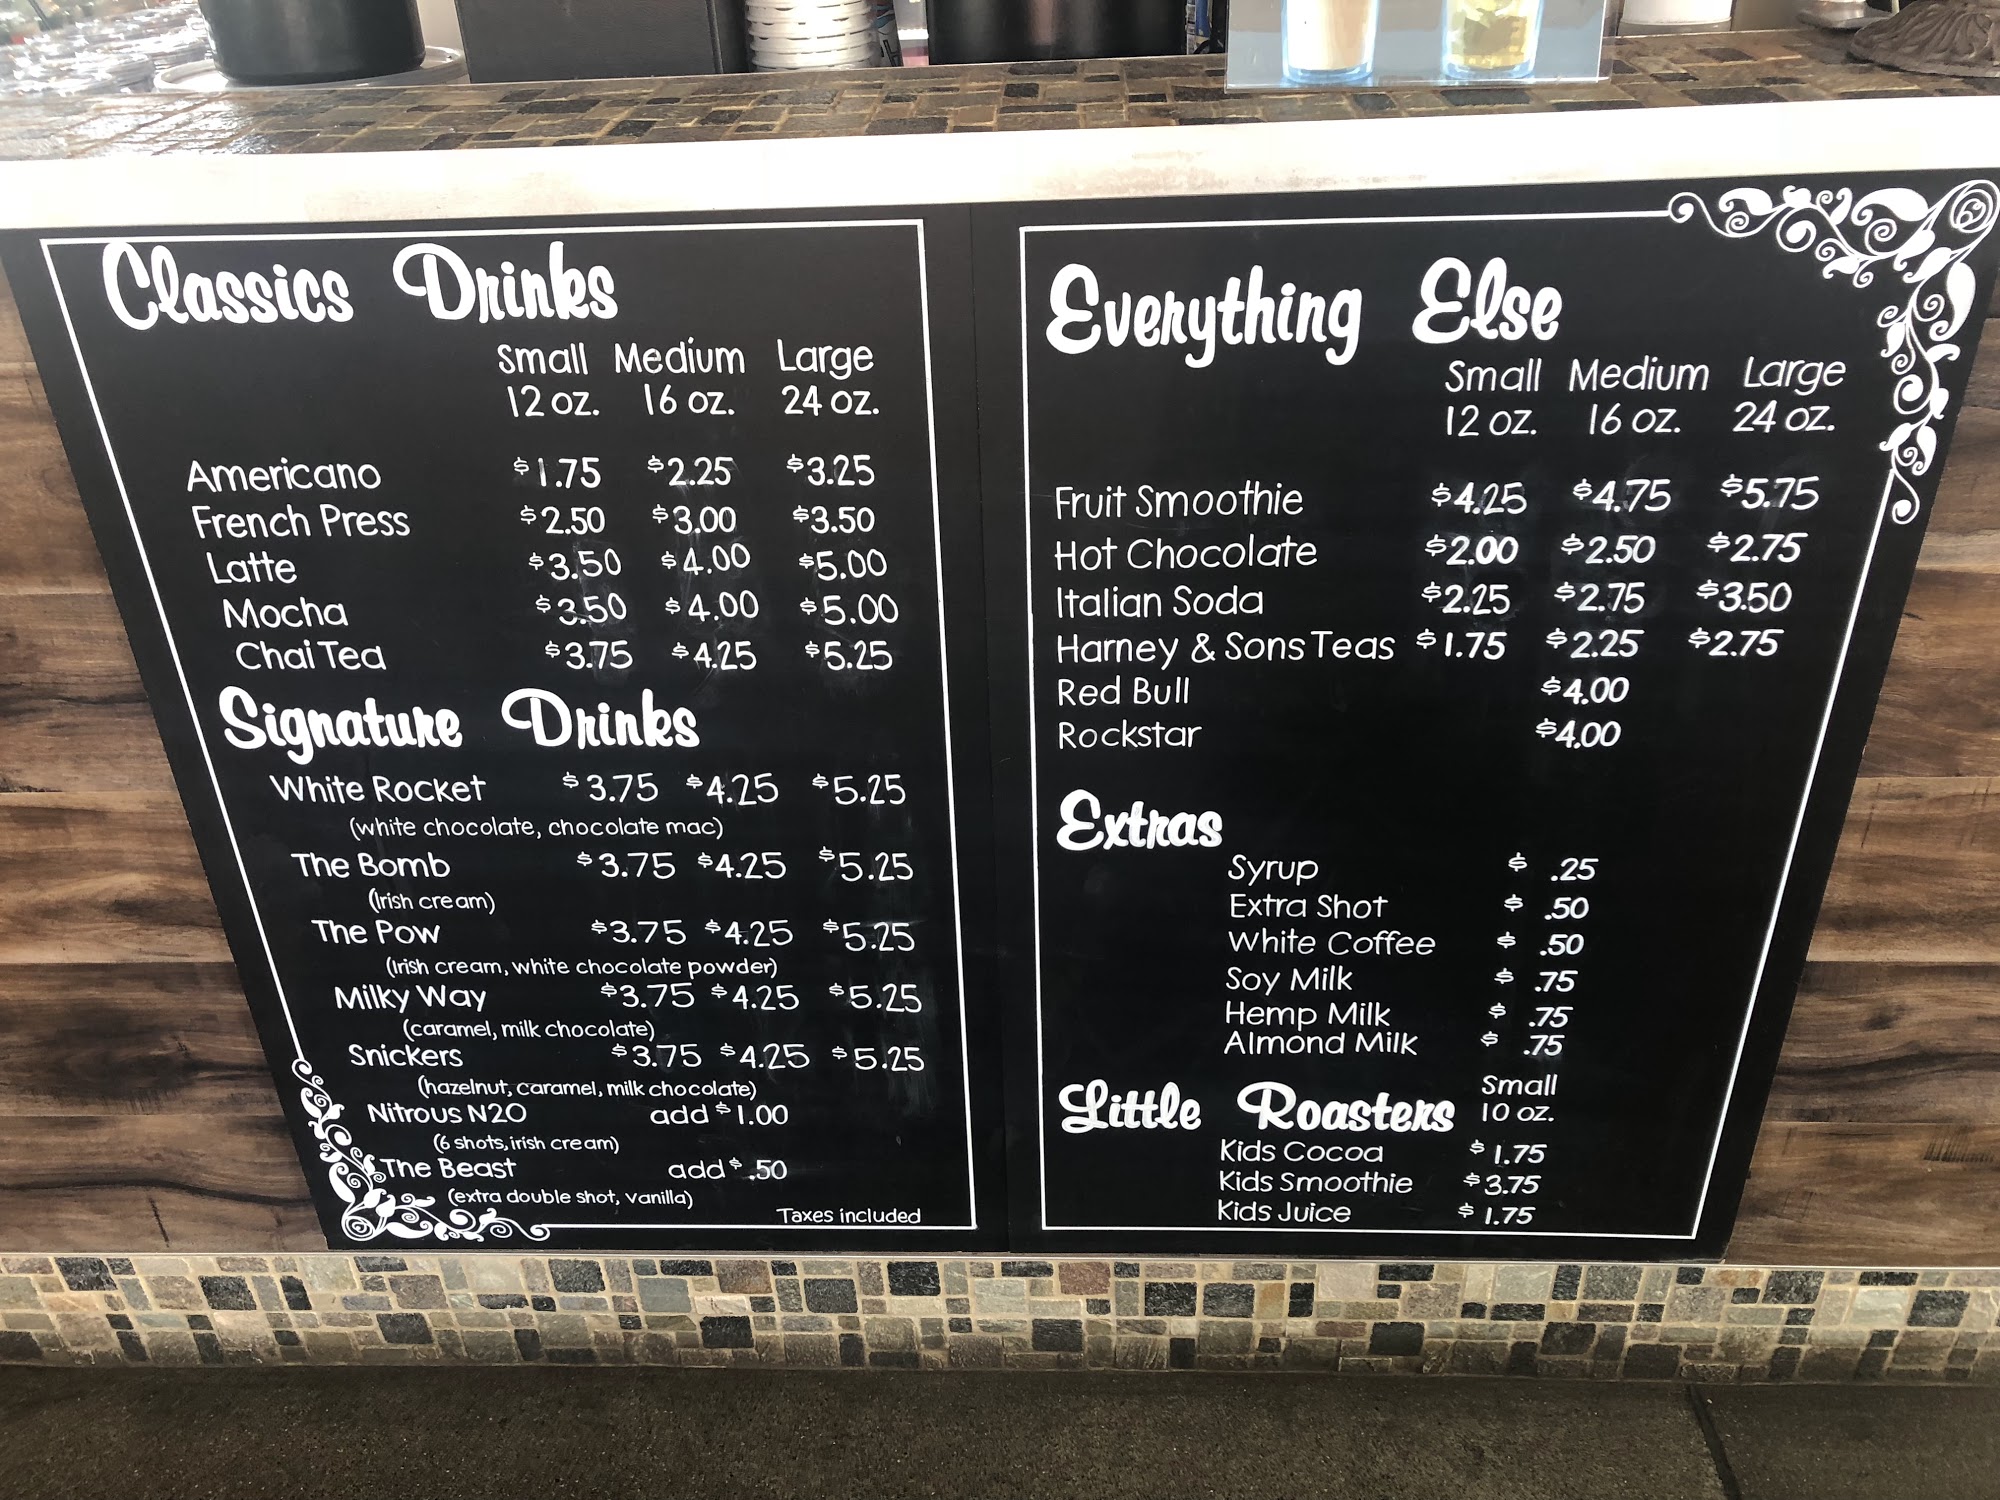 Classics Drinks
Small Medium Large
12 oz. 16 oz. 24 oz.
Americano $1.75 $2.25 $3.25
French Press $2.50 $3.00 $3.50
Latte $3.50 $4.00 $5.00
Mocha $3.50 $4.00 $5.00
Chai Tea $3.75 $4.25 $5.25
Signature Drinks
White Rocket $3.75 $4.25 $5.25
(white chocolate, chocolate mac)
The Bomb $3.75 $4.25 $5.25
(Irish cream)
The Pow $3.75 $4.25 $5.25
(Irish cream, white chocolate powder)
Milky Way $3.75 $4.25 $5.25
(caramel, milk chocolate)
Snickers $3.75 $4.25 $5.25
(hazelnut, caramel, milk chocolate)
Nitrous N2O add $1.00
(6 shots, irish cream)
The Beast add $.50
(extra double shot, vanilla)
Taxes included
Everything Else
Small Medium Large
12 oz. 16 oz. 24 oz.
Fruit Smoothie $4.25 $4.75 $5.75
Hot Chocolate $2.00 $2.50 $2.75
Italian Soda $2.25 $2.75 $3.50
Harney & Sons Teas $1.75 $2.25 $2.75
Red Bull $4.00
Rockstar $4.00
Extras
Syrup $ .25
Extra Shot $ .50
White Coffee $ .50
Soy Milk $ .75
Hemp Milk $ .75
Almond Milk $ .75
Small
Little Roasters 10 oz.
Kids Cocoa $1.75
Kids Smoothie $3.75
Kids Juice $1.75